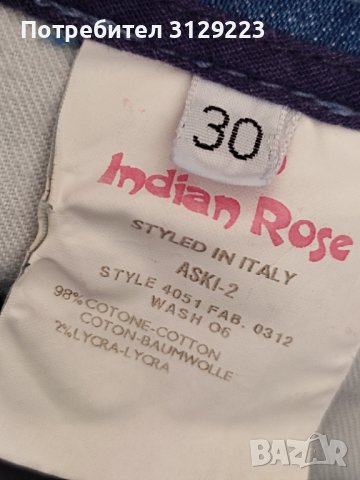 Потребител 3129223
30
Indian Rose
STYLED IN ITALY
ASKI-2
STYLE 4051 FAB. 0312
WASH 06
98% COTONE-COTTON
COTON-BAUMWOLLE
2% LYCRA-LYCRA
BAZAR